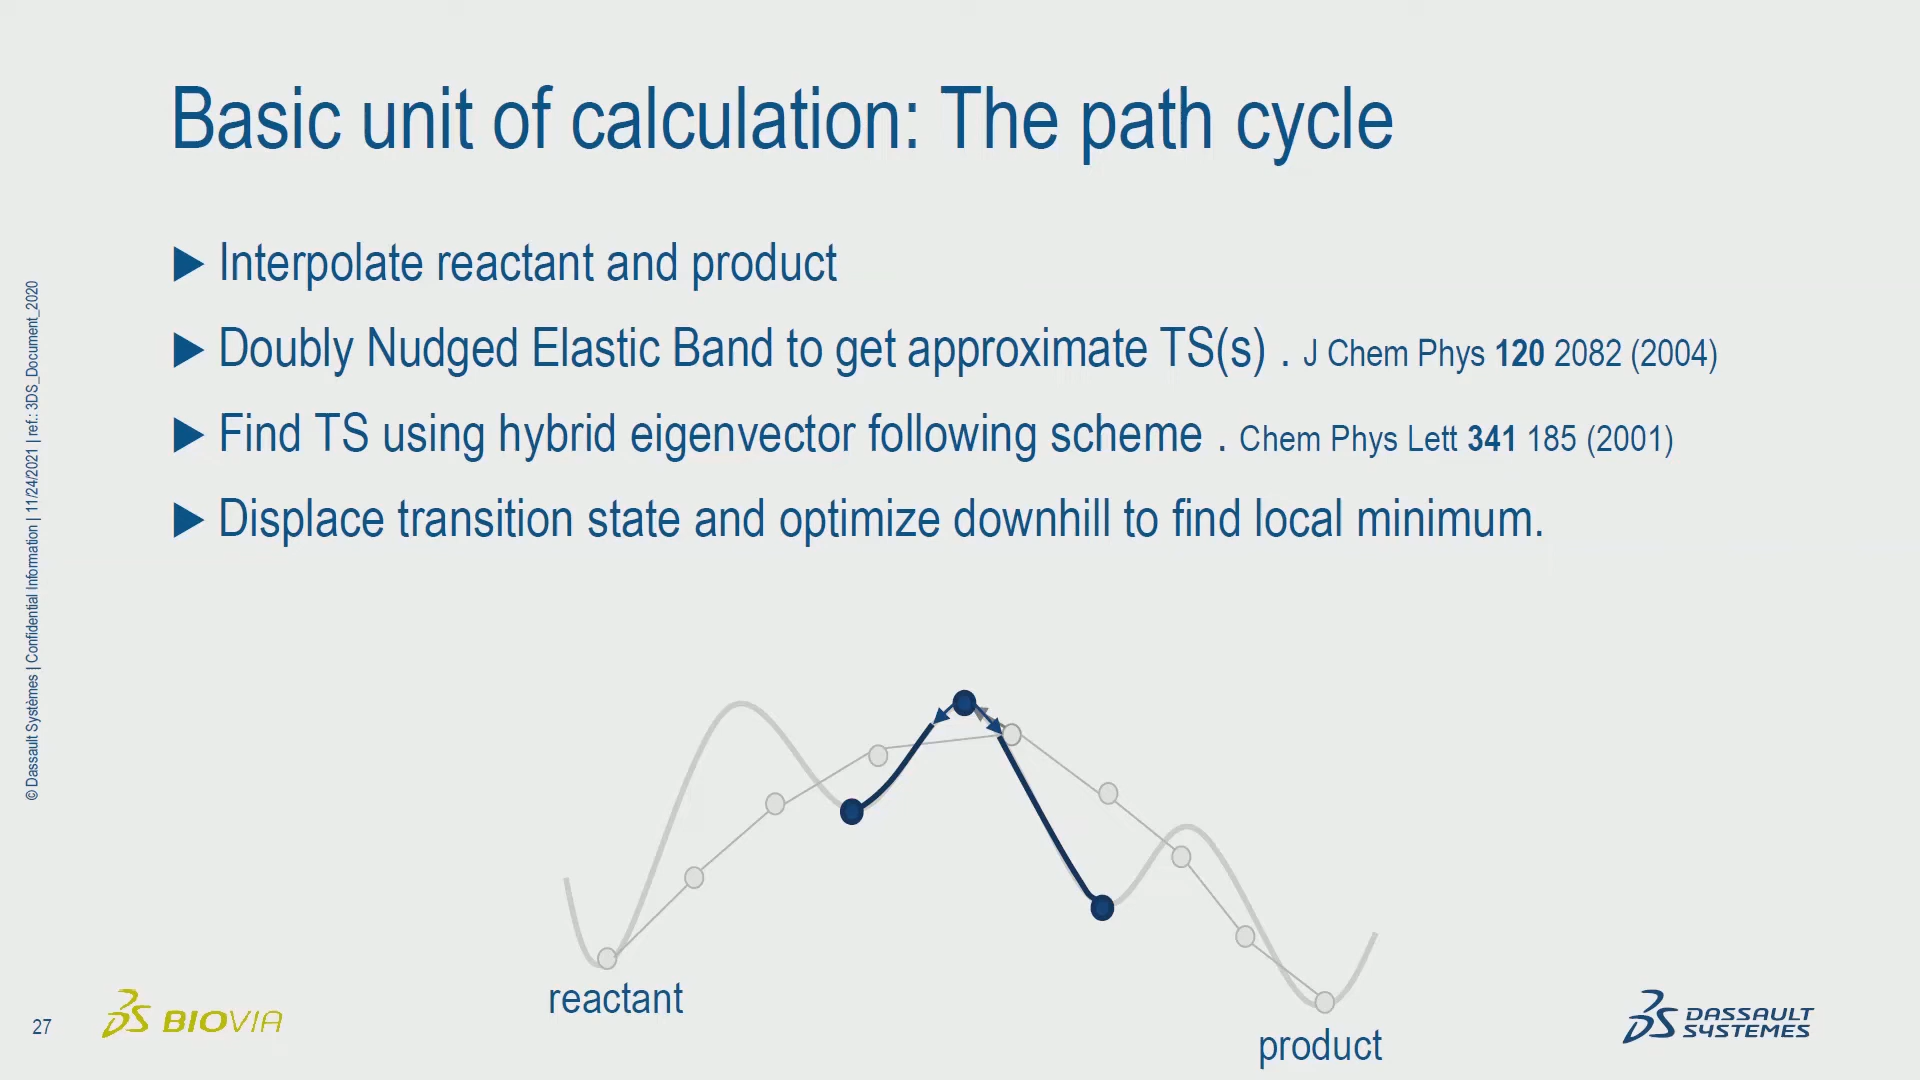 Basic unit of calculation: The path cycle
▶ Interpolate reactant and product
▶ Doubly Nudged Elastic Band to get approximate TS(s) . J Chem Phys 120 2082 (2004)
▶ Find TS using hybrid eigenvector following scheme . Chem Phys Lett 341 185 (2001)
▶ Displace transition state and optimize downhill to find local minimum.
© Dassault Systèmes | Confidential Information | 11/24/2021 | ref.: 3DS_Document_2020
reactant
product
27
3DS BIOVIA
3DS DASSAULT
SYSTEMES